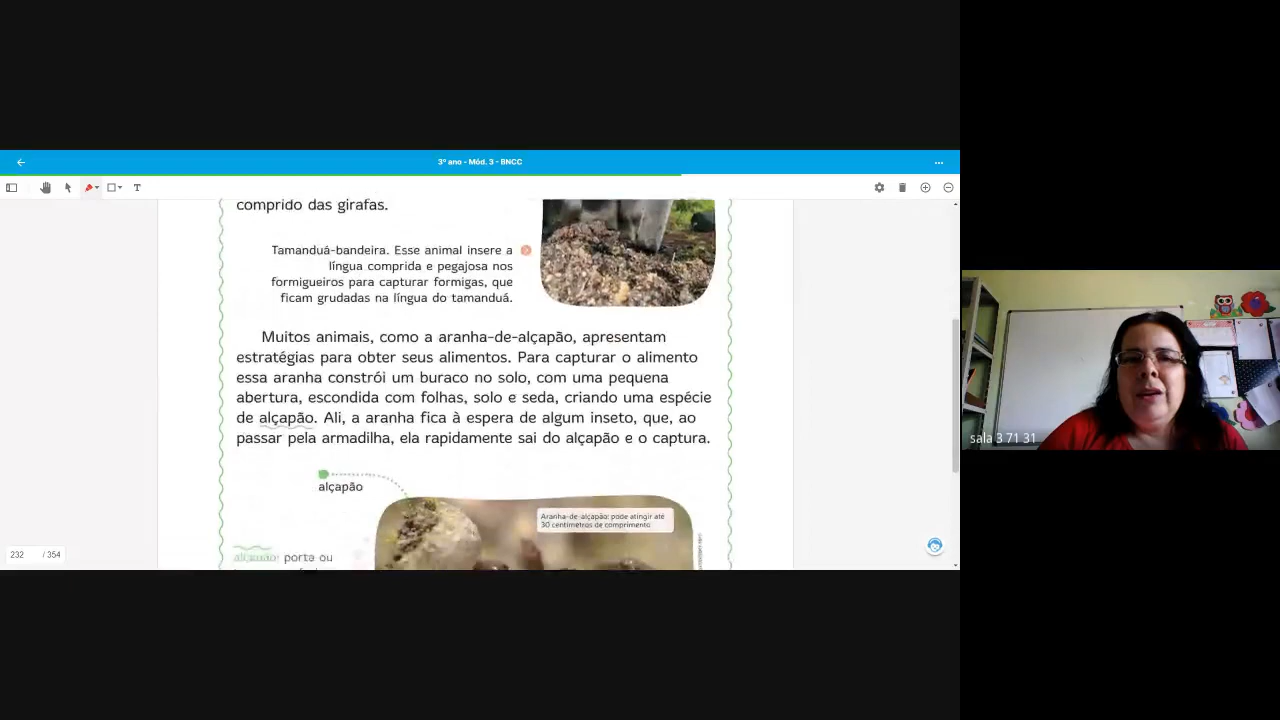 3º ano - Mód. 3 - BNCC
comprido das girafas.
Tamanduá-bandeira. Esse animal insere a
língua comprida e pegajosa nos
formigueiros para capturar formigas, que
ficam grudadas na língua do tamanduá.
Muitos animais, como a aranha-de-alçapão, apresentam
estratégias para obter seus alimentos. Para capturar o alimento
essa aranha constrói um buraco no solo, com uma pequena
abertura, escondida com folhas, solo e seda, criando uma espécie
de alçapão. Ali, a aranha fica à espera de algum inseto, que, ao
passar pela armadilha, ela rapidamente sai do alçapão e o captura.
alçapão
Aranha-de-alçapão: pode atingir até
30 centímetros de comprimento
alçapão: porta ou
232 / 354
sala 3 71 31